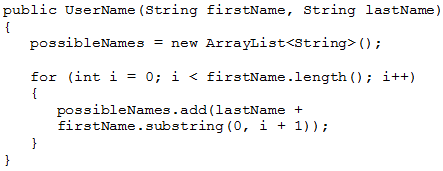 public UserName(String firstName, String lastName)
{
    possibleNames = new ArrayList<String>();

    for (int i = 0; i < firstName.length(); i++)
    {
        possibleNames.add(lastName +
        firstName.substring(0, i + 1));
    }
}